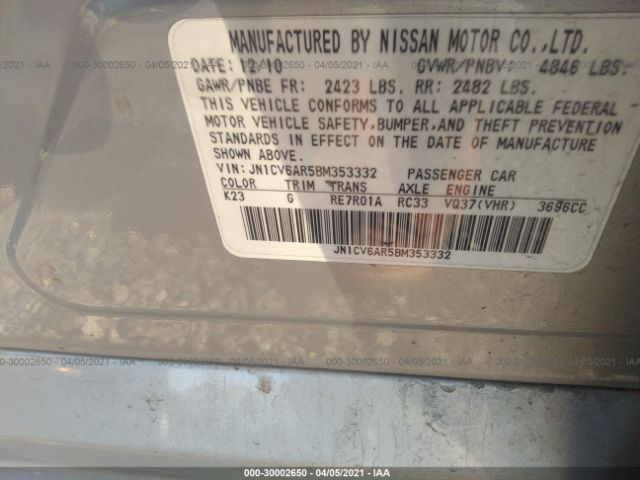 MANUFACTURED BY NISSAN MOTOR CO.,LTD.
DATE: 12/10 GVWR/PNBV: 4846 LBS.
GAWR/PNBE FR: 2423 LBS. RR: 2482 LBS.
THIS VEHICLE CONFORMS TO ALL APPLICABLE FEDERAL
MOTOR VEHICLE SAFETY,BUMPER,AND THEFT PREVENTION
STANDARDS IN EFFECT ON THE DATE OF MANUFACTURE
SHOWN ABOVE.
VIN: JN1CV6AR5BM353332 PASSENGER CAR
COLOR TRIM TRANS AXLE ENGINE
K23 G RE7R01A RC33 VQ37(VHR) 3696CC
JN1CV6AR5BM353332
000-30002650 - 04/05/2021 - IAA